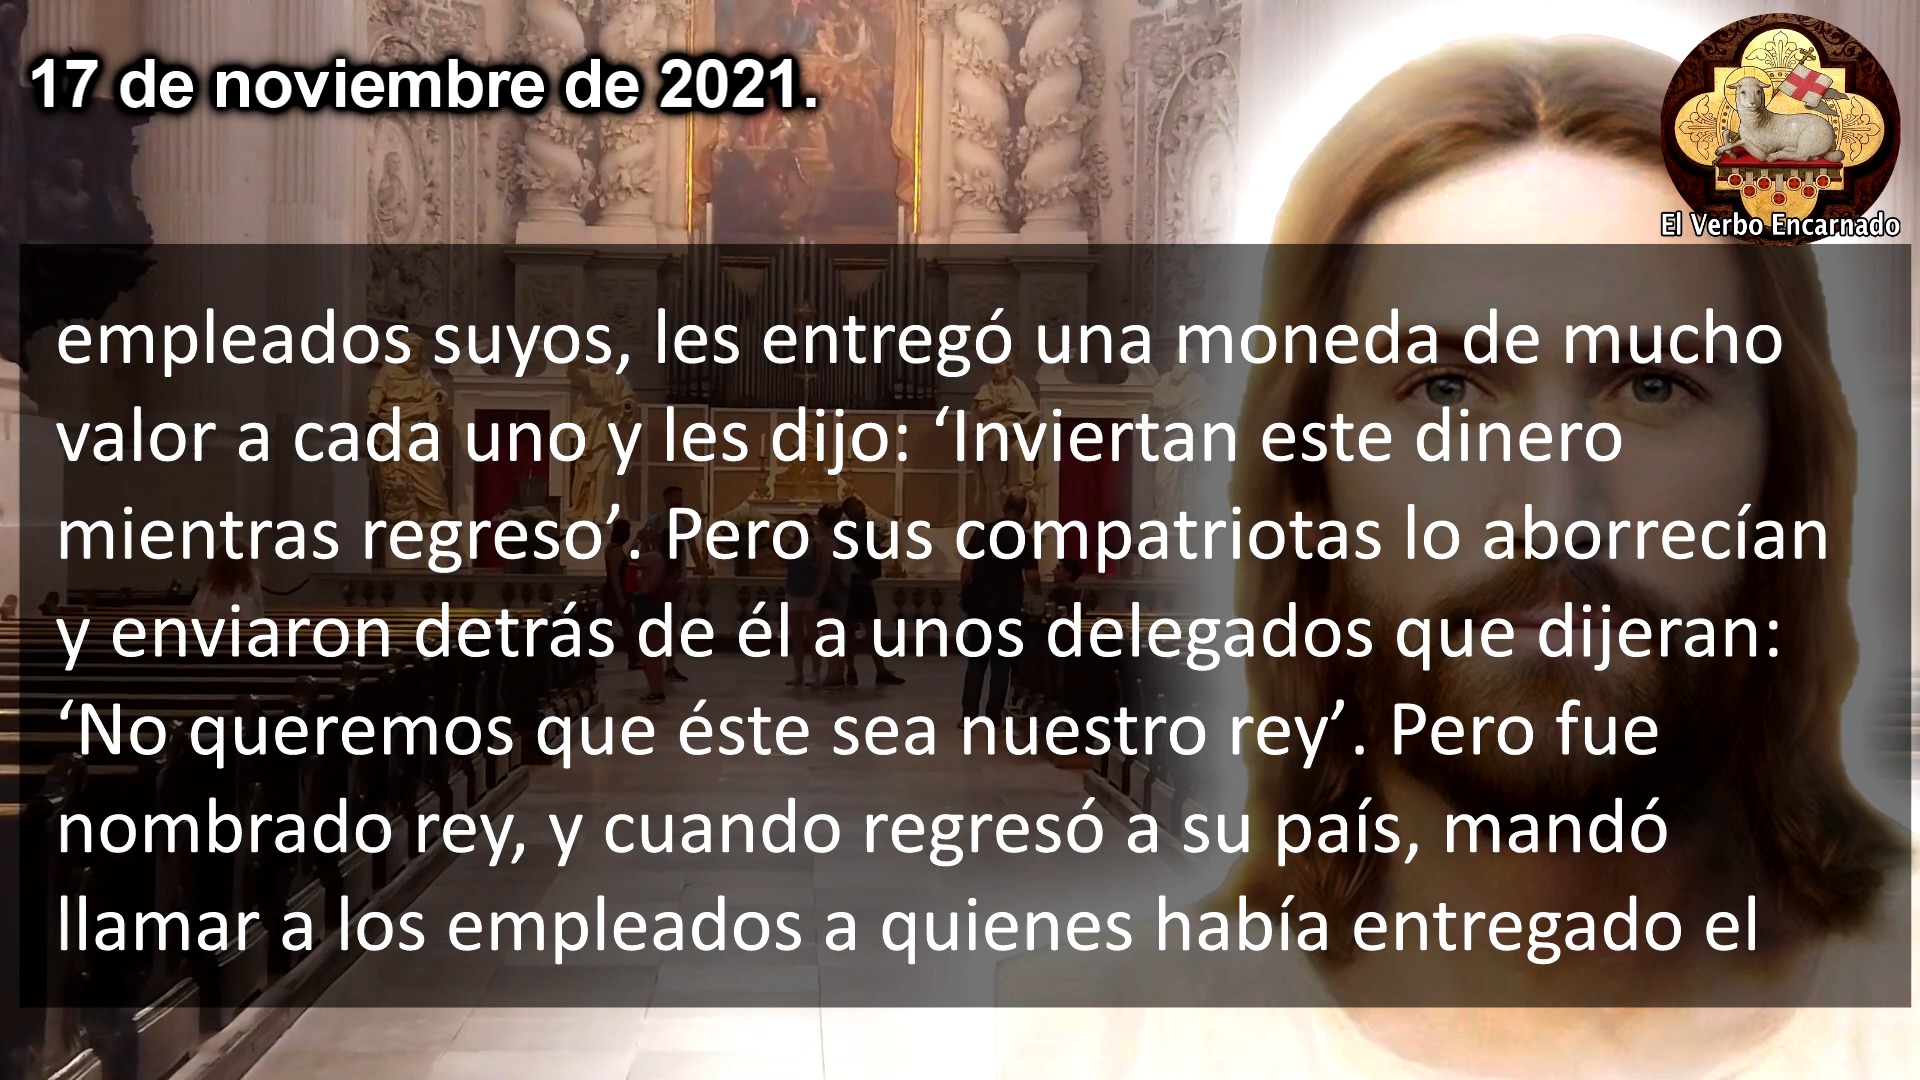 17 de noviembre de 2021.
El Verbo Encarnado
empleados suyos, les entregó una moneda de mucho
valor a cada uno y les dijo: ‘Inviertan este dinero
mientras regreso’. Pero sus compatriotas lo aborrecían
y enviaron detrás de él a unos delegados que dijeran:
‘No queremos que éste sea nuestro rey’. Pero fue
nombrado rey, y cuando regresó a su país, mandó
llamar a los empleados a quienes había entregado el